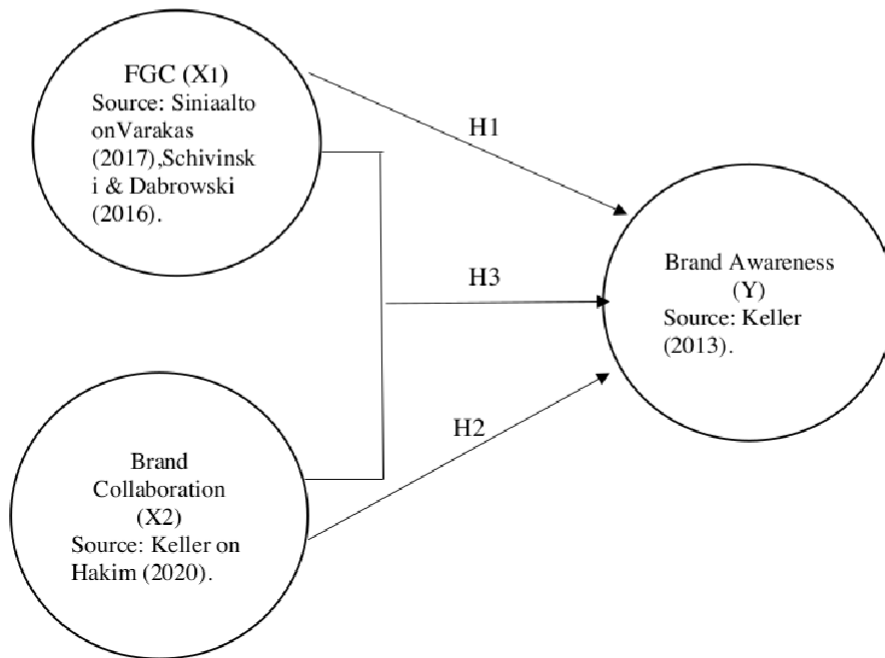 FGC (X1)
Source: Siniaalto
onVarakas
(2017),Schivinsk
i & Dabrowski
(2016).
H1
H3
Brand Awareness
(Y)
Source: Keller
(2013).
H2
Brand
Collaboration
(X2)
Source: Keller on
Hakim (2020).